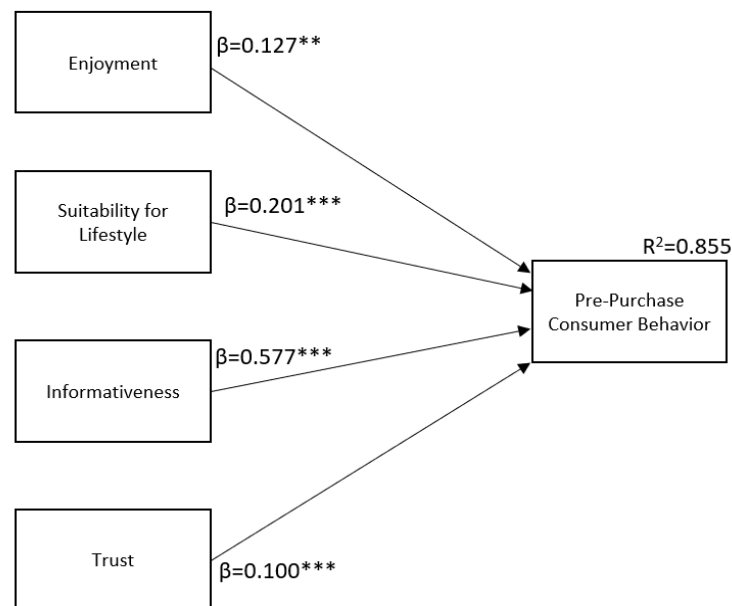 Enjoyment
β=0.127**
Suitability for
Lifestyle
β=0.201***
R²=0.855
Pre-Purchase
Consumer Behavior
Informativeness
β=0.577***
Trust
β=0.100***